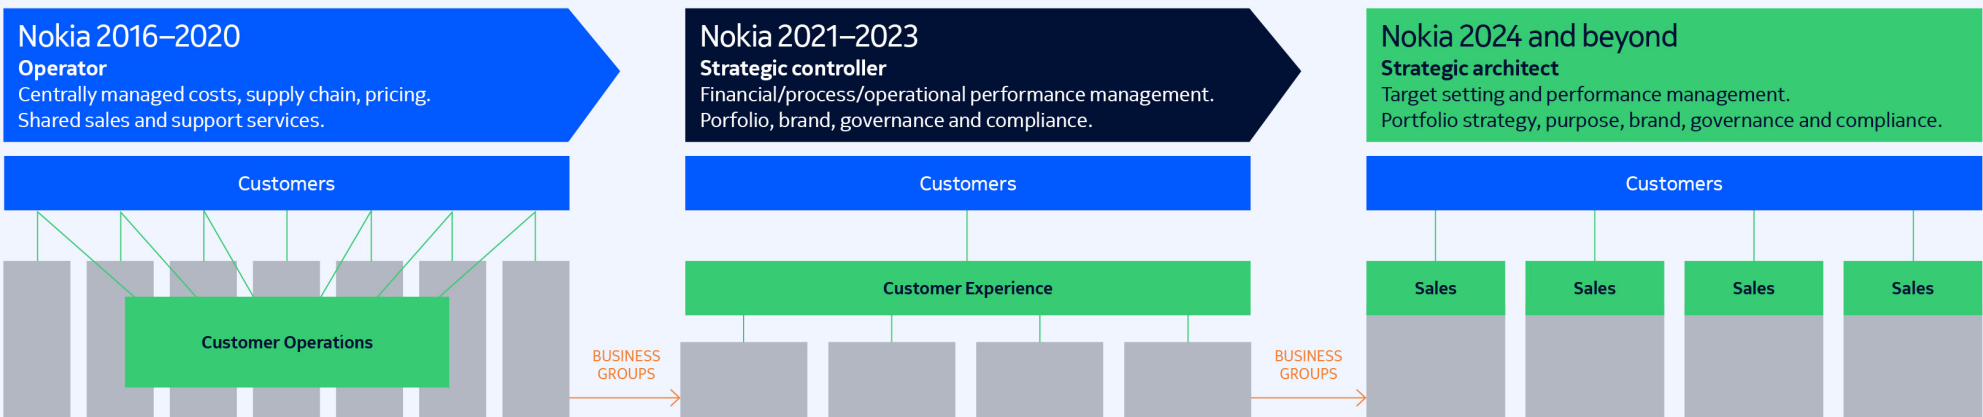 Nokia 2016–2020
Operator
Centrally managed costs, supply chain, pricing.
Shared sales and support services.
Customers
Customer Operations
BUSINESS
GROUPS
Nokia 2021–2023
Strategic controller
Financial/process/operational performance management.
Porfolio, brand, governance and compliance.
Customers
Customer Experience
BUSINESS
GROUPS
Nokia 2024 and beyond
Strategic architect
Target setting and performance management.
Portfolio strategy, purpose, brand, governance and compliance.
Customers
Sales
Sales
Sales
Sales